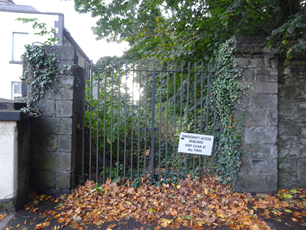 EMERGENCY ACCESS
REQUIRED
KEEP CLEAR AT
ALL TIMES